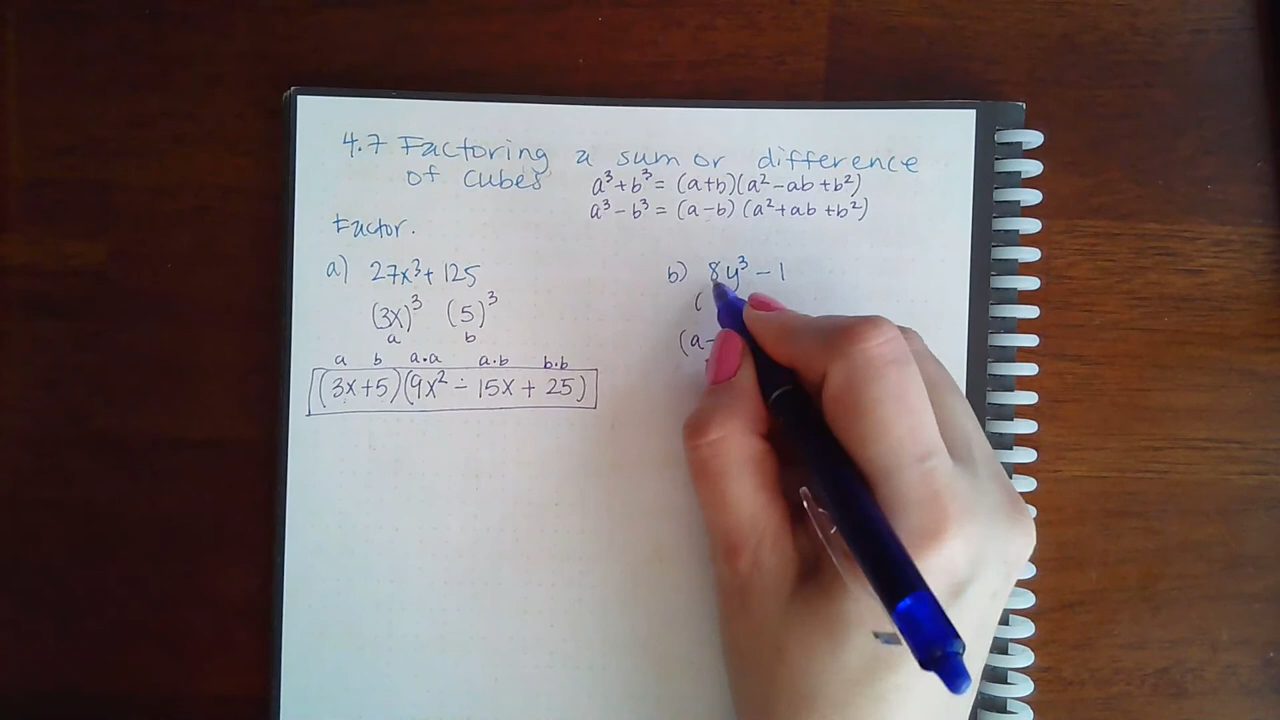 4.7 Factoring a sum or difference
of cubes
a³+b³ = (a+b)(a²-ab+b²)
a³-b³ = (a-b)(a²+ab+b²)
Factor.
a) 27x³+125
(3x)³ (5)³
a b
a b a·a a·b b·b
(3x+5)(9x² - 15x + 25)
b) 8y³ - 1
(
(a-